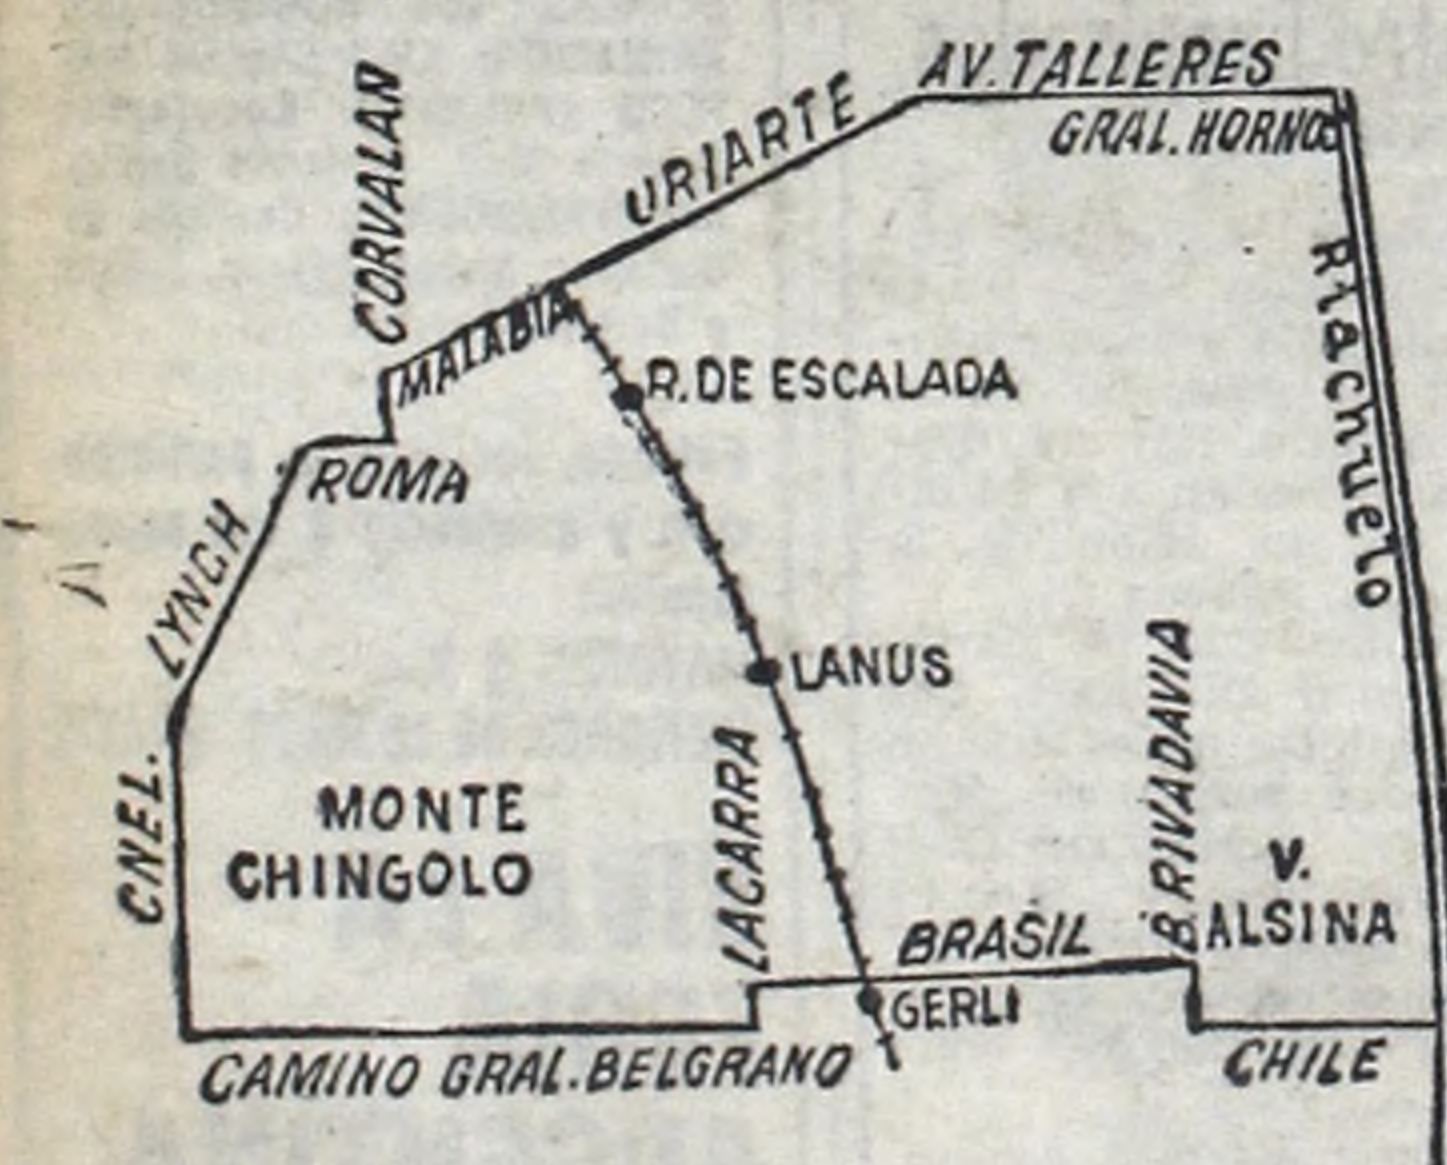 AV. TALLERES
GRAL. HORNOS
URIARTE
CORVALAN
MALABIA
R. DE ESCALADA
ROMA
Riachuelo
LYNCH
LANUS
B. RIVADAVIA
LACARRA
CNEL.
MONTE
CHINGOLO
V.
ALSINA
BRASIL
GERLI
CAMINO GRAL. BELGRANO
CHILE